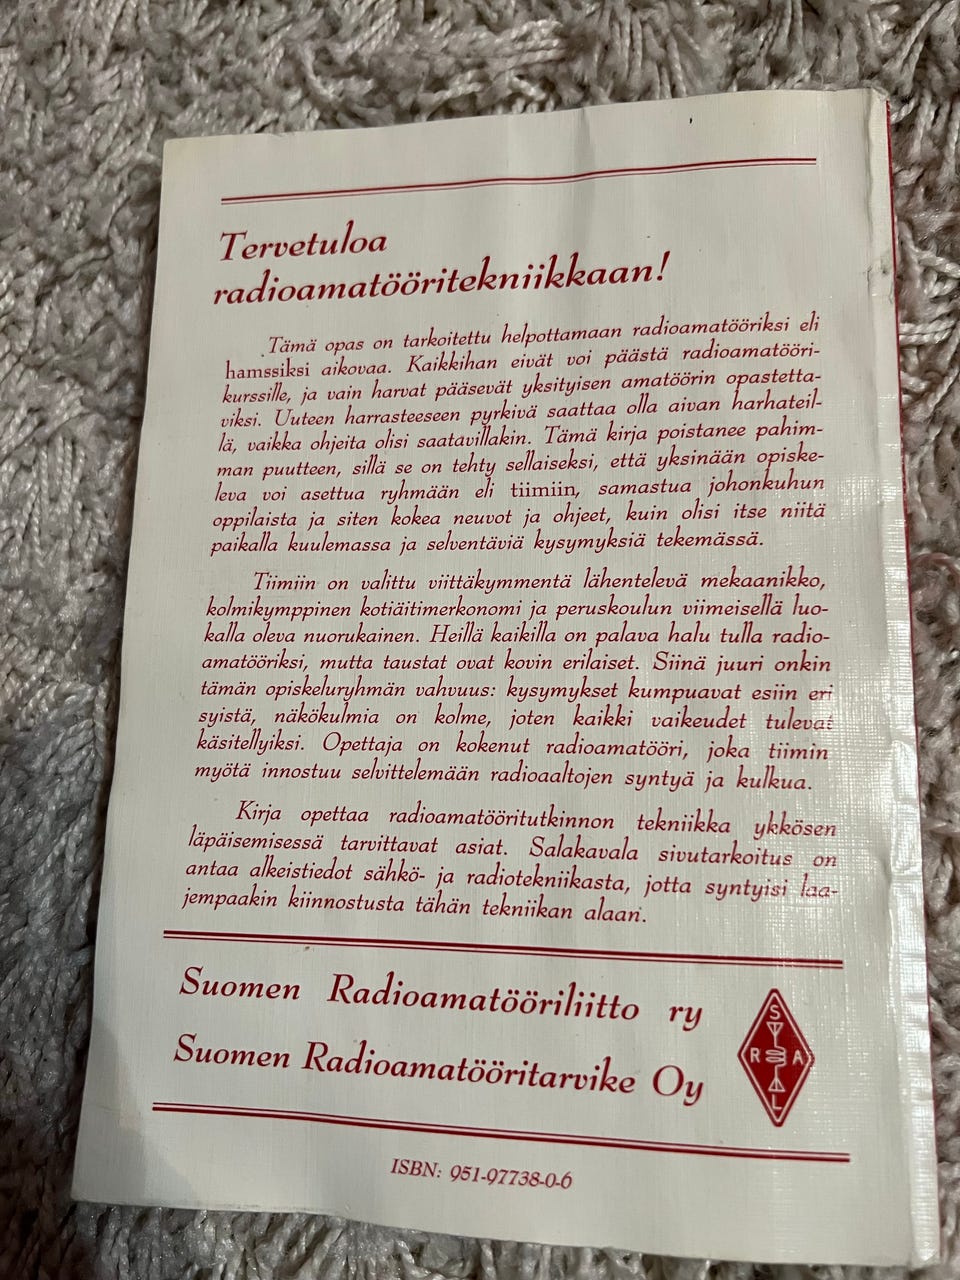 Tervetuloa
radioamatööritekniikkaan!
Tämä opas on tarkoitettu helpottamaan radioamatööriksi eli
hamssiksi aikovaa. Kaikkihan eivät voi päästä radioamatööri-
kurssille, ja vain harvat pääsevät yksityisen amatöörin opastetta-
viksi. Uuteen harrasteeseen pyrkivä saattaa olla aivan harhateil-
lä, vaikka ohjeita olisi saatavillakin. Tämä kirja poistanee pahim-
man puutteen, sillä se on tehty sellaiseksi, että yksinään opiske-
leva voi asettua ryhmään eli tiimiin, samastua johonkuhun
oppilaista ja siten kokea neuvot ja ohjeet, kuin olisi itse niitä
paikalla kuulemassa ja selventäviä kysymyksiä tekemässä.
Tiimiin on valittu viittäkymmentä lähentelevä mekaanikko,
kolmikymppinen kotiäitimerkonomi ja peruskoulun viimeisellä luo-
kalla oleva nuorukainen. Heillä kaikilla on palava halu tulla radio-
amatööriksi, mutta taustat ovat kovin erilaiset. Siinä juuri onkin
tämän opiskeluryhmän vahvuus: kysymykset kumpuavat esiin eri
syistä, näkökulmia on kolme, joten kaikki vaikeudet tulevat
käsitellyiksi. Opettaja on kokenut radioamatööri, joka tiimin
myötä innostuu selvittelemään radioaaltojen syntyä ja kulkua.
Kirja opettaa radioamatööritutkinnon tekniikka ykkösen
läpäisemisessä tarvittavat asiat. Salakavala sivutarkoitus on
antaa alkeistiedot sähkö- ja radiotekniikasta, jotta syntyisi laa-
jempaakin kiinnostusta tähän tekniikan alaan.
Suomen Radioamatööriliitto ry
Suomen Radioamatööritarvike Oy
S
R A
L
ISBN: 951-97738-0-6